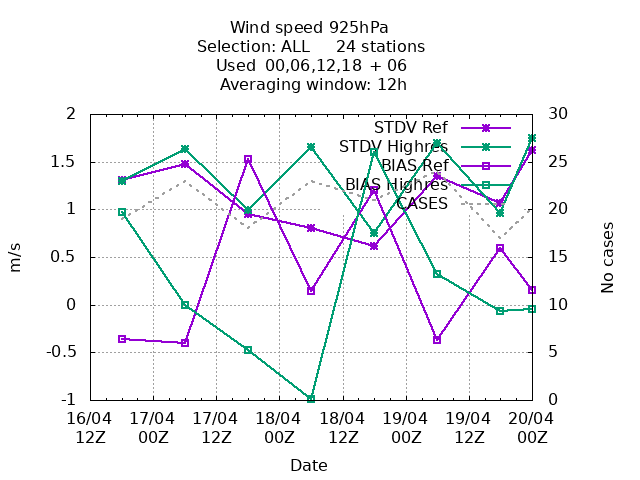 Wind speed 925hPa
Selection: ALL 24 stations
Used 00,06,12,18 + 06
Averaging window: 12h
2 30
STDV Ref
STDV Highres
1.5 25
BIAS Ref
BIAS Highres
1 20
CASES
0.5 15
0 10
-0.5 5
-1 0
m/s
No cases
16/04 17/04 17/04 18/04 18/04 19/04 19/04 20/04
12Z 00Z 12Z 00Z 12Z 00Z 12Z 00Z
Date